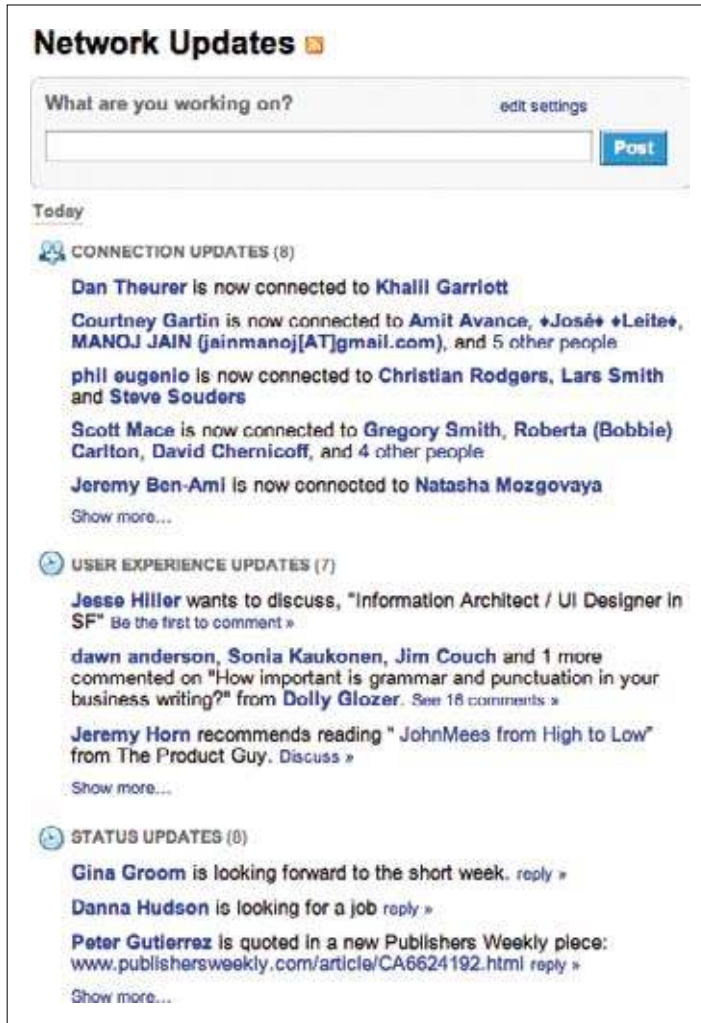 Network Updates
What are you working on?
edit settings
Post
Today
CONNECTION UPDATES (8)
Dan Theurer is now connected to Khalil Garriott
Courtney Gartin is now connected to Amit Avance, ♦José♦ ♦Leite♦,
MANOJ JAIN (jainmanoj[AT]gmail.com), and 5 other people
phil eugenio is now connected to Christian Rodgers, Lars Smith
and Steve Souders
Scott Mace is now connected to Gregory Smith, Roberta (Bobbie)
Carlton, David Chernicoff, and 4 other people
Jeremy Ben-Ami is now connected to Natasha Mozgovaya
Show more...
USER EXPERIENCE UPDATES (7)
Jesse Hiller wants to discuss, "Information Architect / UI Designer in
SF" Be the first to comment »
dawn anderson, Sonia Kaukonen, Jim Couch and 1 more
commented on "How important is grammar and punctuation in your
business writing?" from Dolly Glozer. See 18 comments »
Jeremy Horn recommends reading " JohnMees from High to Low"
from The Product Guy. Discuss »
Show more...
STATUS UPDATES (8)
Gina Groom is looking forward to the short week. reply »
Danna Hudson is looking for a job reply »
Peter Gutierrez is quoted in a new Publishers Weekly piece:
www.publishersweekly.com/article/CA6624192.html reply »
Show more...